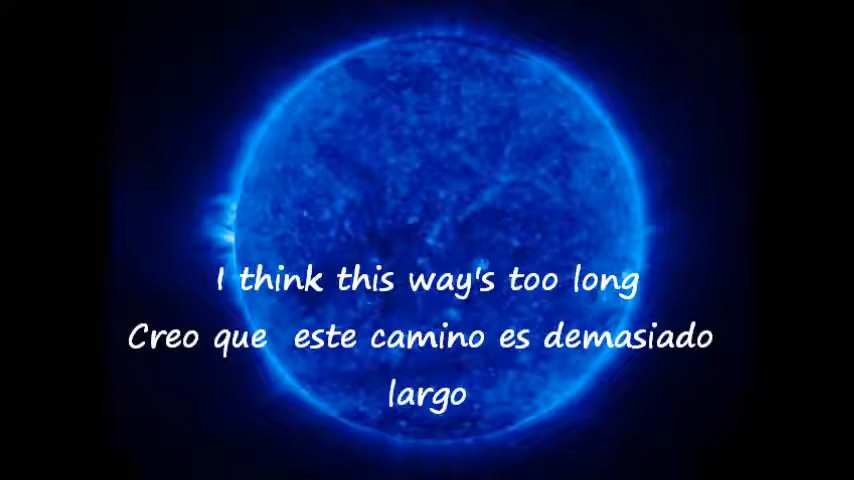 I think this way's too long
Creo que este camino es demasiado
largo